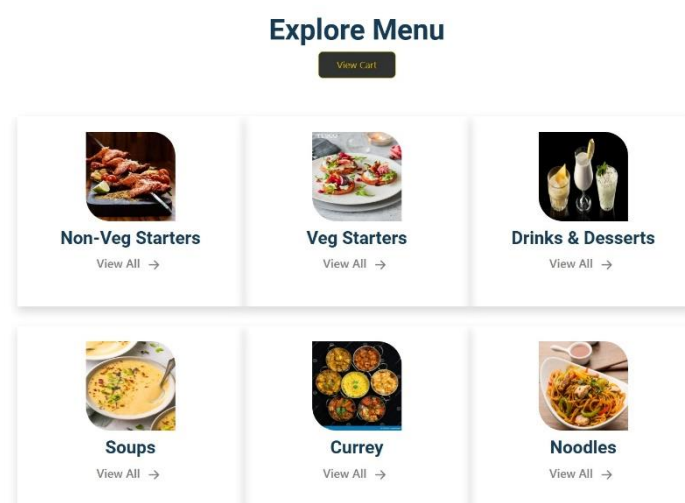 Explore Menu
View Cart
Non-Veg Starters
View All →
Veg Starters
View All →
Drinks & Desserts
View All →
Soups
View All →
Currey
View All →
Noodles
View All →